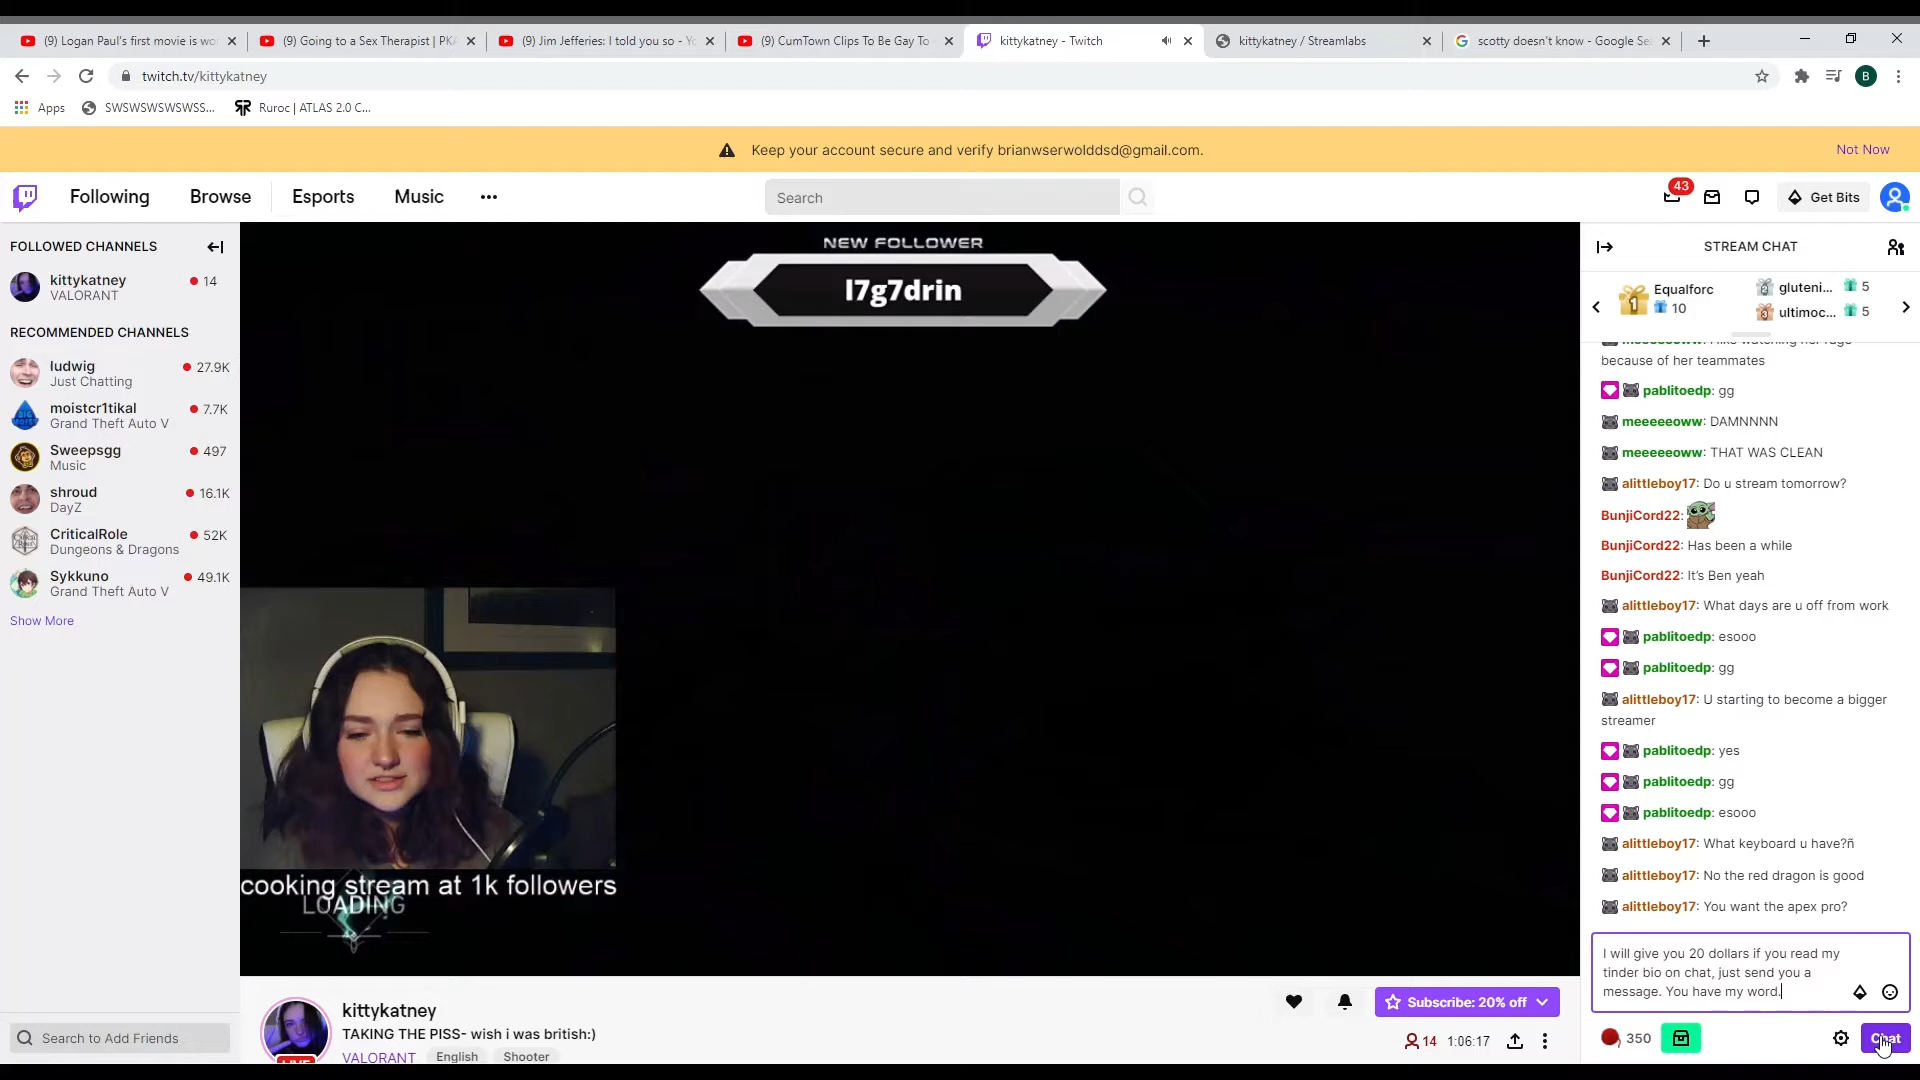 (9) Logan Paul's first movie is wo
(9) Going to a Sex Therapist | PKA
(9) Jim Jefferies: I told you so - Yo
(9) CumTown Clips To Be Gay To
kittykatney - Twitch
kittykatney / Streamlabs
scotty doesn't know - Google Se
twitch.tv/kittykatney
B
Apps
SWSWSWSWSWSS...
Ruroc | ATLAS 2.0 C...
Keep your account secure and verify brianwserwolddsd@gmail.com.
Not Now
Following
Browse
Esports
Music
Search
43
Get Bits
FOLLOWED CHANNELS
kittykatney
14
VALORANT
RECOMMENDED CHANNELS
ludwig
27.9K
Just Chatting
moistcr1tikal
7.7K
Grand Theft Auto V
Sweepsgg
497
Music
shroud
16.1K
DayZ
CriticalRole
52K
Dungeons & Dragons
Sykkuno
49.1K
Grand Theft Auto V
Show More
Search to Add Friends
NEW FOLLOWER
l7g7drin
cooking stream at 1k followers
LOADING
kittykatney
TAKING THE PISS- wish i was british:)
VALORANT
English
Shooter
LIVE
Subscribe: 20% off
14
1:06:17
STREAM CHAT
1
Equalforc
10
gluteni...
5
ultimoc...
5
because of her teammates
pablitoedp: gg
meeeeeoww: DAMNNNN
meeeeeoww: THAT WAS CLEAN
alittleboy17: Do u stream tomorrow?
BunjiCord22:
BunjiCord22: Has been a while
BunjiCord22: It's Ben yeah
alittleboy17: What days are u off from work
pablitoedp: esooo
pablitoedp: gg
alittleboy17: U starting to become a bigger
streamer
pablitoedp: yes
pablitoedp: gg
pablitoedp: esooo
alittleboy17: What keyboard u have?ñ
alittleboy17: No the red dragon is good
alittleboy17: You want the apex pro?
I will give you 20 dollars if you read my
tinder bio on chat, just send you a
message. You have my word.
350
Chat